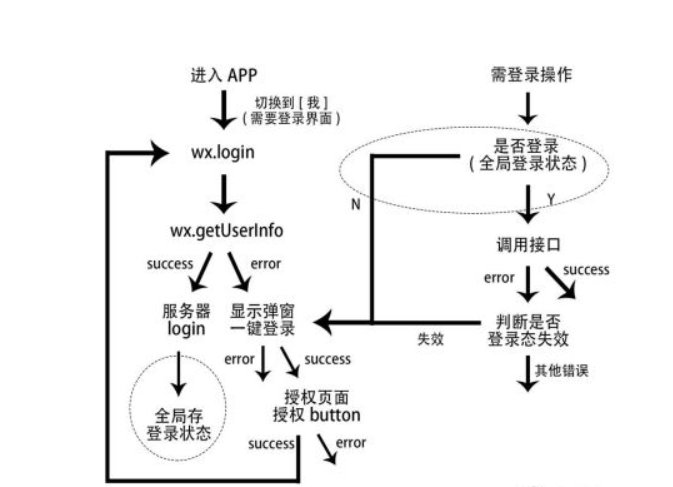 进入 APP
切换到 [ 我 ]
( 需要登录界面 )
wx.login
wx.getUserInfo
success
error
服务器
login
显示弹窗
一键登录
error
success
全局存
登录状态
授权页面
授权 button
success
error
需登录操作
是否登录
( 全局登录状态 )
N
Y
调用接口
error
success
判断是否
登录态失效
失效
其他错误